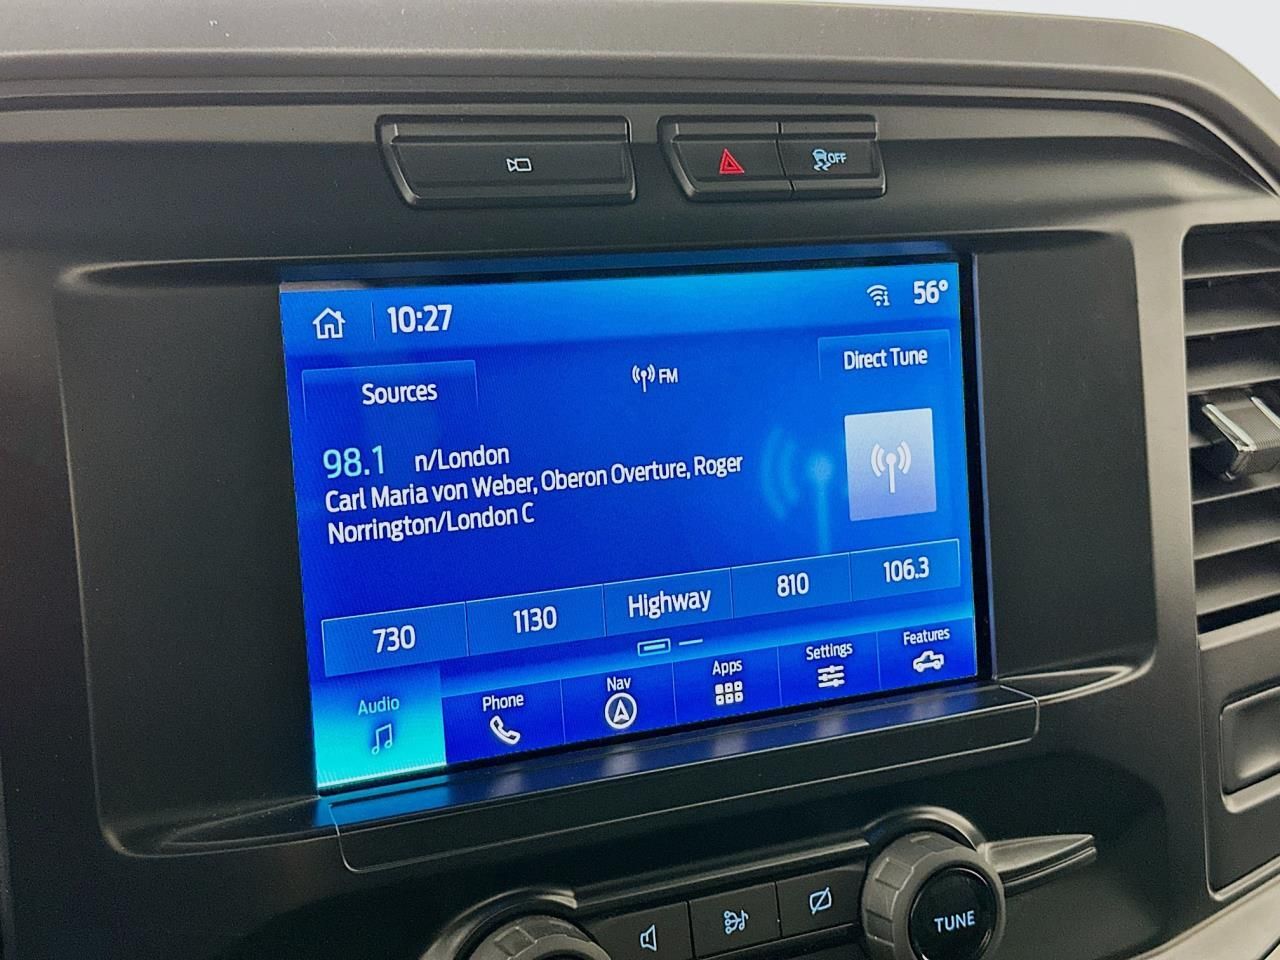 OFF
10:27
56°
Sources
FM
Direct Tune
98.1 n/London
Carl Maria von Weber, Oberon Overture, Roger
Norrington/London C
730 1130 Highway 810 106.3
Audio Phone Nav Apps Settings Features
TUNE